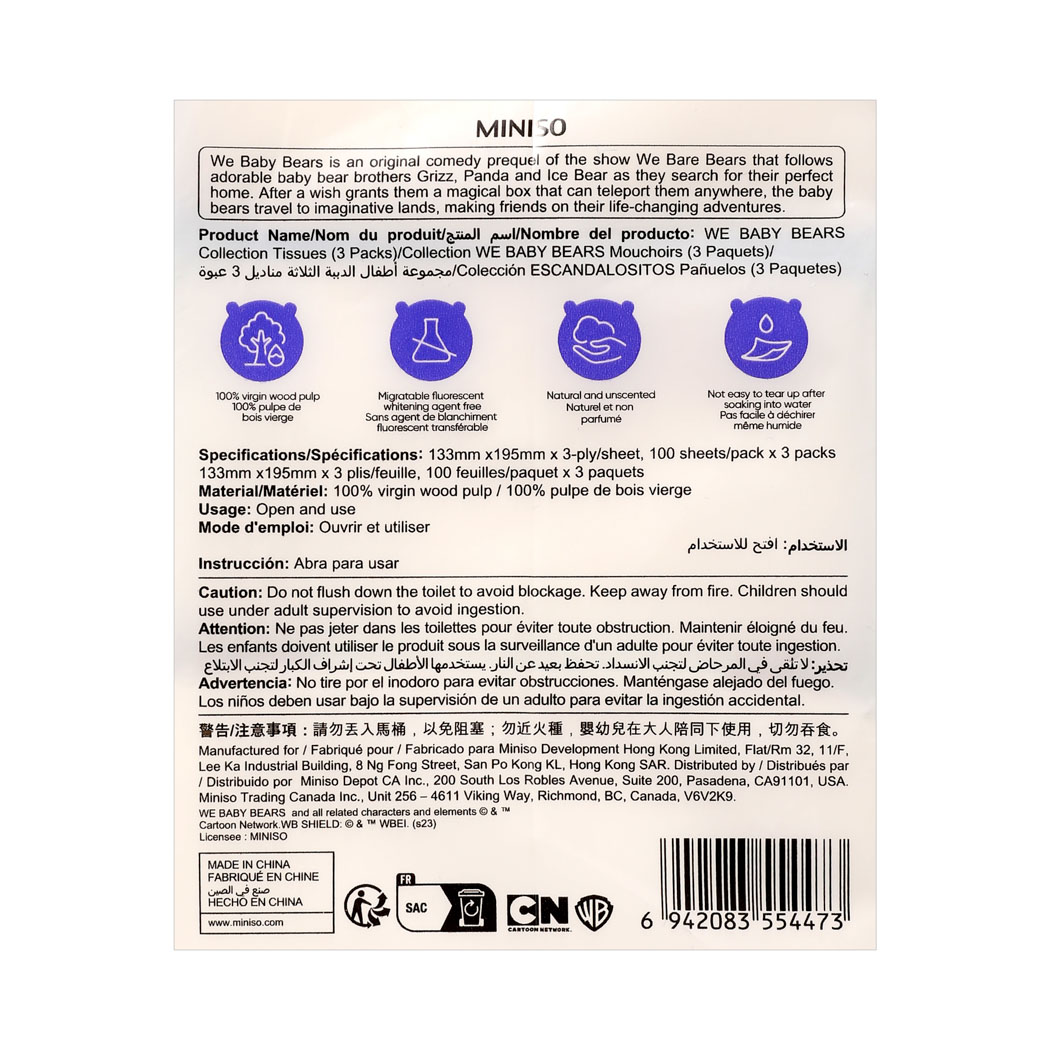 MINISO
We Baby Bears is an original comedy prequel of the show We Bare Bears that follows
adorable baby bear brothers Grizz, Panda and Ice Bear as they search for their perfect
home. After a wish grants them a magical box that can teleport them anywhere, the baby
bears travel to imaginative lands, making friends on their life-changing adventures.
Product Name/Nom du produit/اسم المنتج/Nombre del producto: WE BABY BEARS
Collection Tissues (3 Packs)/Collection WE BABY BEARS Mouchoirs (3 Paquets)/
مجموعة أطفال الدببة الثلاثة مناديل 3 عبوة/Colección ESCANDALOSITOS Pañuelos (3 Paquetes)
100% virgin wood pulp
100% pulpe de
bois vierge
Migratable fluorescent
whitening agent free
Sans agent de blanchiment
fluorescent transférable
Natural and unscented
Naturel et non
parfumé
Not easy to tear up after
soaking into water
Pas facile à déchirer
même humide
Specifications/Spécifications: 133mm x195mm x 3-ply/sheet, 100 sheets/pack x 3 packs
133mm x195mm x 3 plis/feuille, 100 feuilles/paquet x 3 paquets
Material/Matériel: 100% virgin wood pulp / 100% pulpe de bois vierge
Usage: Open and use
Mode d'emploi: Ouvrir et utiliser
الاستخدام: افتح للاستخدام
Instrucción: Abra para usar
Caution: Do not flush down the toilet to avoid blockage. Keep away from fire. Children should
use under adult supervision to avoid ingestion.
Attention: Ne pas jeter dans les toilettes pour éviter toute obstruction. Maintenir éloigné du feu.
Les enfants doivent utiliser le produit sous la surveillance d'un adulte pour éviter toute ingestion.
تحذير: لا تلقى في المرحاض لتجنب الانسداد. تحفظ بعيد عن النار. يستخدمها الأطفال تحت إشراف الكبار لتجنب الابتلاع
Advertencia: No tire por el inodoro para evitar obstrucciones. Manténgase alejado del fuego.
Los niños deben usar bajo la supervisión de un adulto para evitar la ingestión accidental.
警告/注意事項：請勿丟入馬桶，以免阻塞；勿近火種，嬰幼兒在大人陪同下使用，切勿吞食。
Manufactured for / Fabriqué pour / Fabricado para Miniso Development Hong Kong Limited, Flat/Rm 32, 11/F,
Lee Ka Industrial Building, 8 Ng Fong Street, San Po Kong KL, Hong Kong SAR. Distributed by / Distribués par
/ Distribuido por Miniso Depot CA Inc., 200 South Los Robles Avenue, Suite 200, Pasadena, CA91101, USA.
Miniso Trading Canada Inc., Unit 256 – 4611 Viking Way, Richmond, BC, Canada, V6V2K9.
WE BABY BEARS and all related characters and elements © & ™
Cartoon Network.WB SHIELD: © & ™ WBEI. (s23)
Licensee : MINISO
MADE IN CHINA
FABRIQUÉ EN CHINE
صنع في الصين
HECHO EN CHINA
www.miniso.com
FR
SAC
CN
CARTOON NETWORK.
WB
6 942083 554473